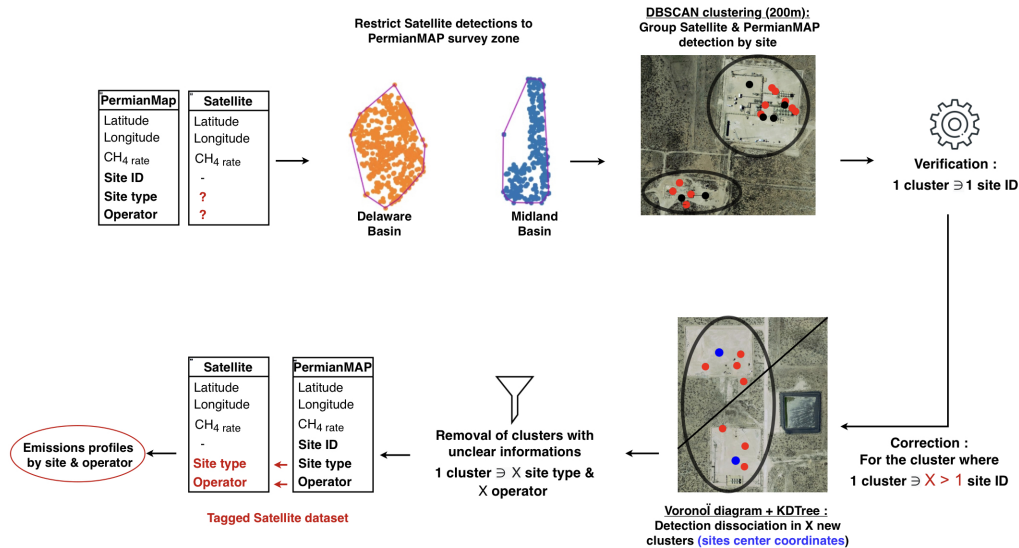 Restrict Satellite detections to
PermianMAP survey zone
DBSCAN clustering (200m):
Group Satellite & PermianMAP
detection by site
PermianMap
Latitude
Longitude
CH4 rate
Site ID
Site type
Operator
Satellite
Latitude
Longitude
CH4 rate
-
?
?
Delaware
Basin
Midland
Basin
Verification :
1 cluster ∋ 1 site ID
Correction :
For the cluster where
1 cluster ∋ X > 1 site ID
Voronoï diagram + KDTree :
Detection dissociation in X new
clusters (sites center coordinates)
Removal of clusters with
unclear informations
1 cluster ∋ X site type &
X operator
Satellite
Latitude
Longitude
CH4 rate
-
Site type
Operator
PermianMAP
Latitude
Longitude
CH4 rate
Site ID
Site type
Operator
Tagged Satellite dataset
Emissions profiles
by site & operator